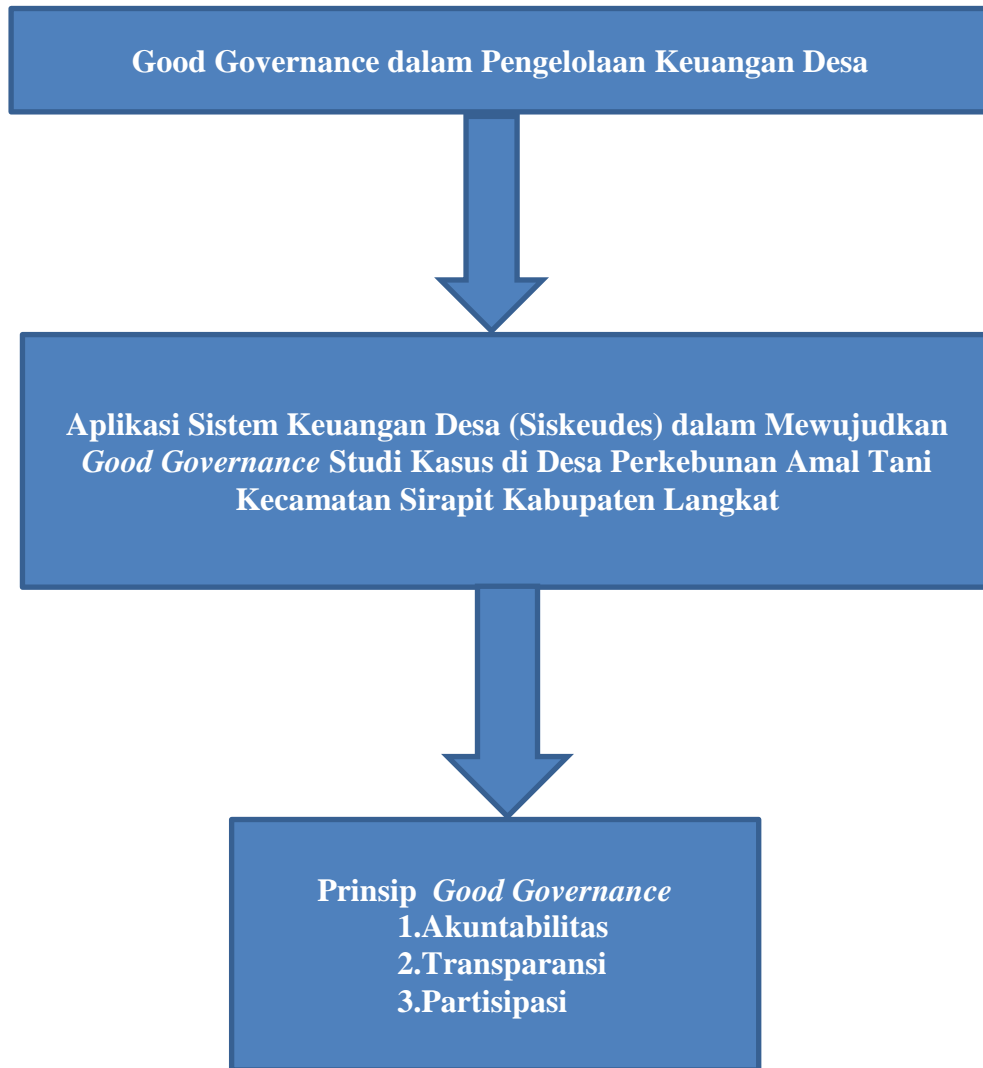 Good Governance dalam Pengelolaan Keuangan Desa
Aplikasi Sistem Keuangan Desa (Siskeudes) dalam Mewujudkan
Good Governance Studi Kasus di Desa Perkebunan Amal Tani
Kecamatan Sirapit Kabupaten Langkat
Prinsip Good Governance
1.Akuntabilitas
2.Transparansi
3.Partisipasi